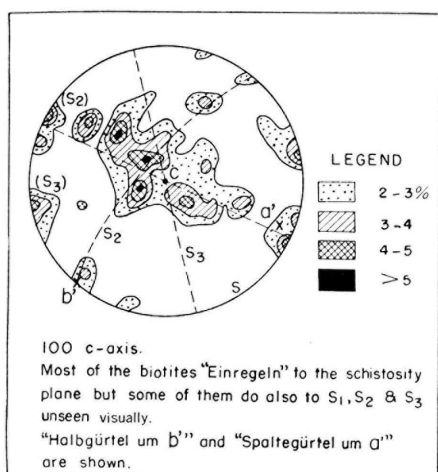 (S2)
(S3)
c
a'
x
S2
S3
S
b'
LEGEND
2-3%
3-4
4-5
>5
100 c-axis.
Most of the biotites "Einregeln" to the schistosity
plane but some of them do also to S1, S2 & S3
unseen visually.
"Halbgürtel um b'" and "Spaltegürtel um a'"
are shown.